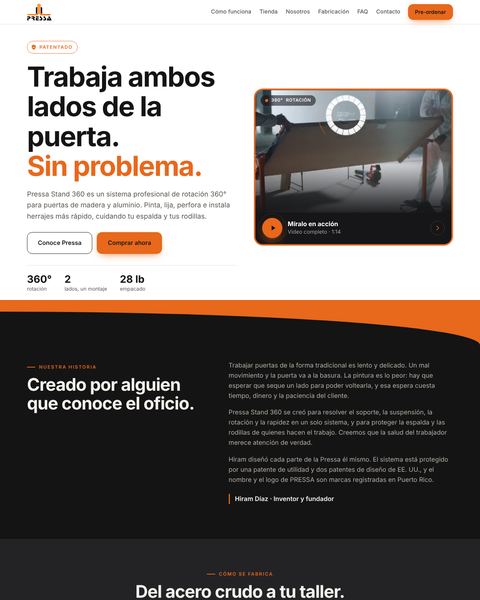 PRESSA
Cómo funciona Tienda Nosotros Fabricación FAQ Contacto Pre-ordenar
PATENTADO
Trabaja ambos
lados de la
puerta.
Sin problema.
Pressa Stand 360 es un sistema profesional de rotación 360°
para puertas de madera y aluminio. Pinta, lija, perfora e instala
herrajes más rápido, cuidando tu espalda y tus rodillas.
Conoce Pressa Comprar ahora
360° 2 28 lb
rotación lados, un montaje empacado
360° ROTACIÓN
Míralo en acción
Video completo · 1:14
NUESTRA HISTORIA
Creado por alguien
que conoce el oficio.
Trabajar puertas de la forma tradicional es lento y delicado. Un mal
movimiento y la puerta va a la basura. La pintura es lo peor: hay que
esperar que seque un lado para poder voltearla, y esa espera cuesta
tiempo, dinero y la paciencia del cliente.
Pressa Stand 360 se creó para resolver el soporte, la suspensión, la
rotación y la rapidez en un solo sistema, y para proteger la espalda y las
rodillas de quienes hacen el trabajo. Creemos que la salud del trabajador
merece atención de verdad.
Hiram diseñó cada parte de la Pressa él mismo. El sistema está protegido
por una patente de utilidad y dos patentes de diseño de EE. UU., y el
nombre y el logo de PRESSA son marcas registradas en Puerto Rico.
Hiram Díaz · Inventor y fundador
CÓMO SE FABRICA
Del acero crudo a tu taller.